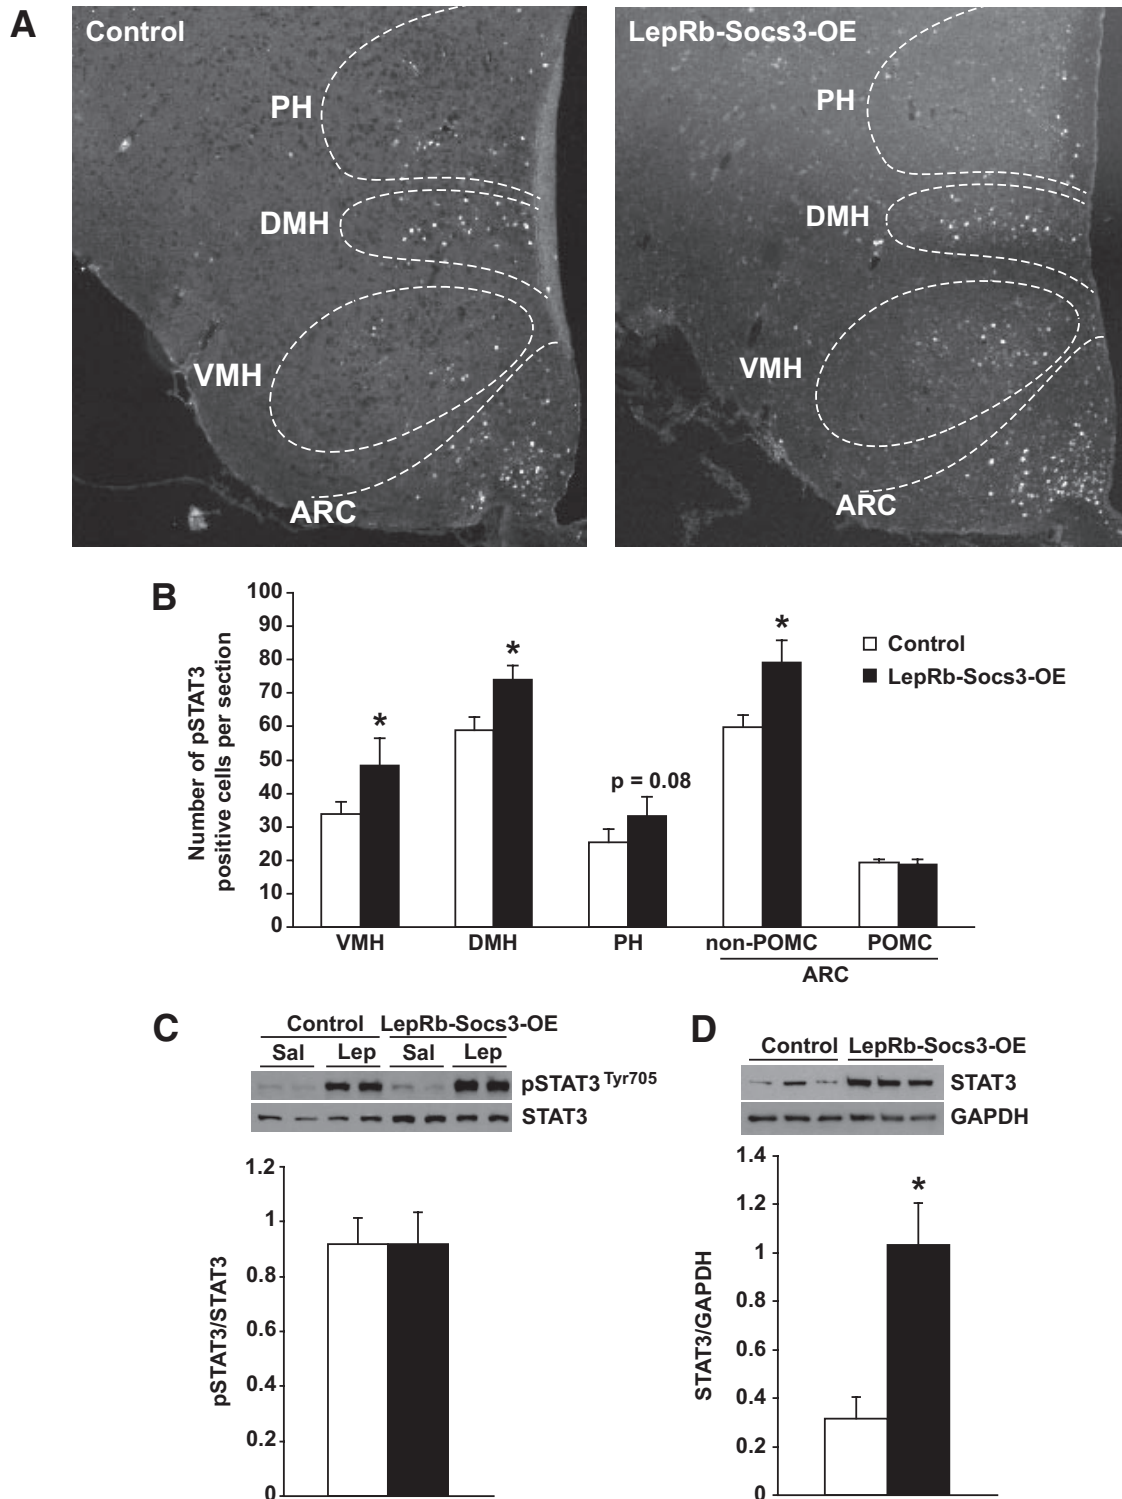 A
Control
PH
DMH
VMH
ARC
LepRb-Socs3-OE
PH
DMH
VMH
ARC
B
Number of pSTAT3
positive cells per section
100
90
80
70
60
50
40
30
20
10
0
*
*
p = 0.08
*
Control
LepRb-Socs3-OE
VMH
DMH
PH
non-POMC
POMC
ARC
C
Control LepRb-Socs3-OE
Sal Lep Sal Lep
pSTAT3 Tyr705
STAT3
pSTAT3/STAT3
1.2
1
0.8
0.6
0.4
0.2
0
D
Control LepRb-Socs3-OE
STAT3
GAPDH
STAT3/GAPDH
1.4
1.2
1
0.8
0.6
0.4
0.2
0
*